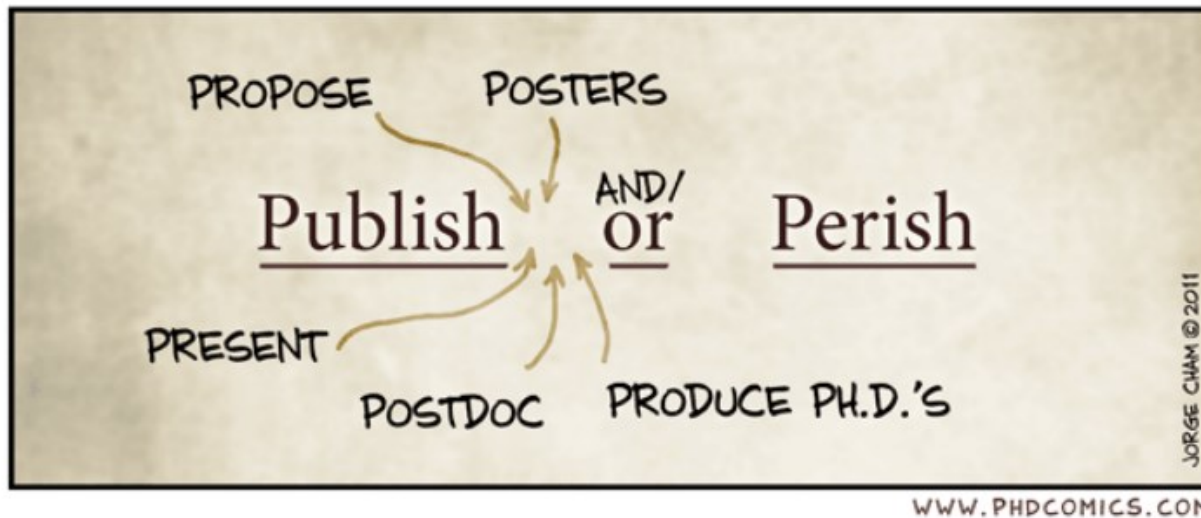 PROPOSE POSTERS
AND/
Publish or Perish
PRESENT
POSTDOC PRODUCE PH.D.'S
JORGE CHAM © 2011
WWW.PHDCOMICS.COM